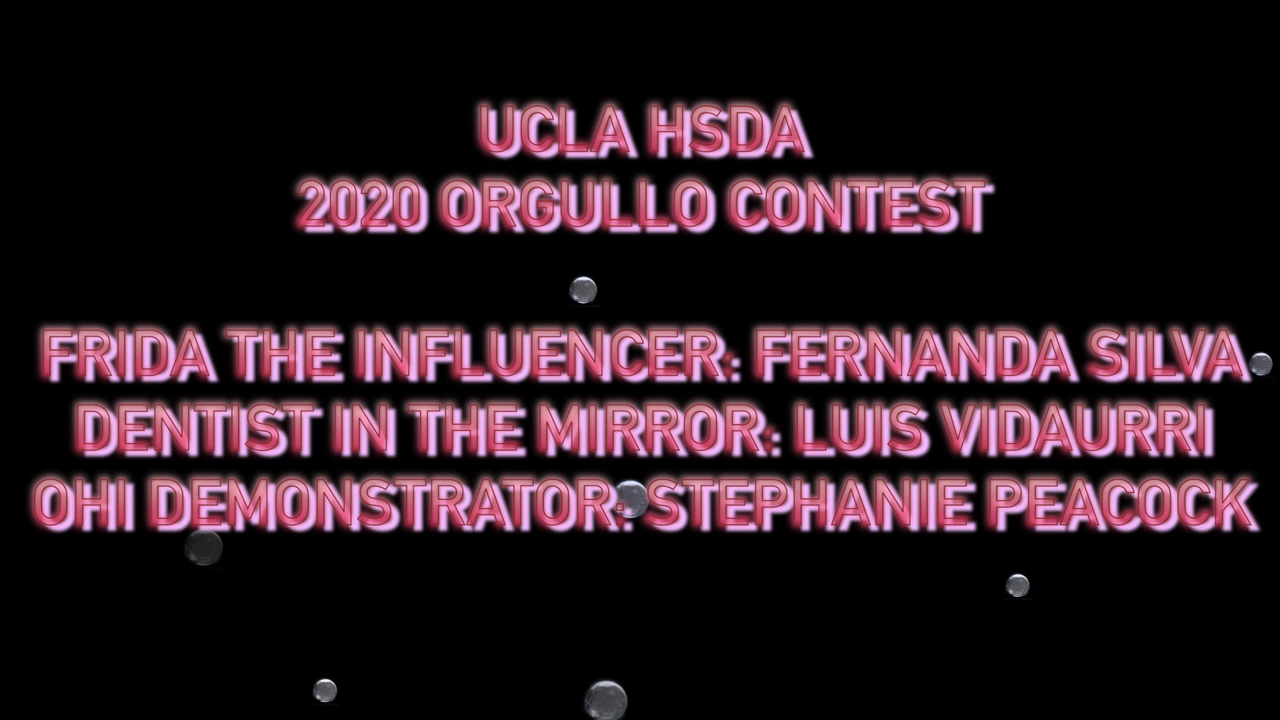 UCLA HSDA
2020 ORGULLO CONTEST
FRIDA THE INFLUENCER: FERNANDA SILVA
DENTIST IN THE MIRROR: LUIS VIDAURRI
OHI DEMONSTRATOR: STEPHANIE PEACOCK